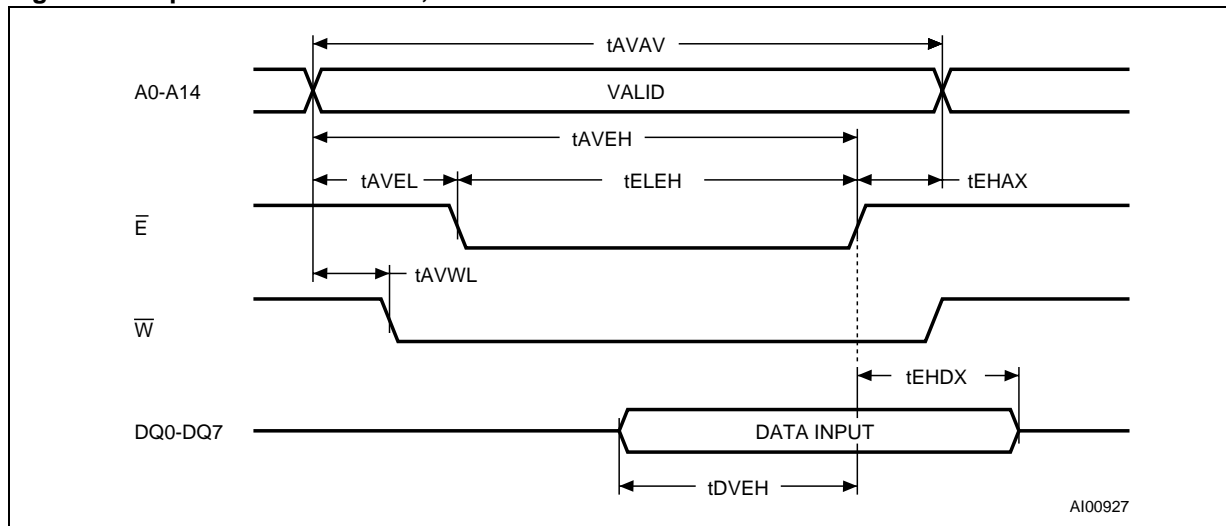 tAVAV
A0-A14
VALID
tAVEH
tAVEL
tELEH
tEHAX
E̅
tAVWL
W̅
tEHDX
DQ0-DQ7
DATA INPUT
tDVEH
AI00927